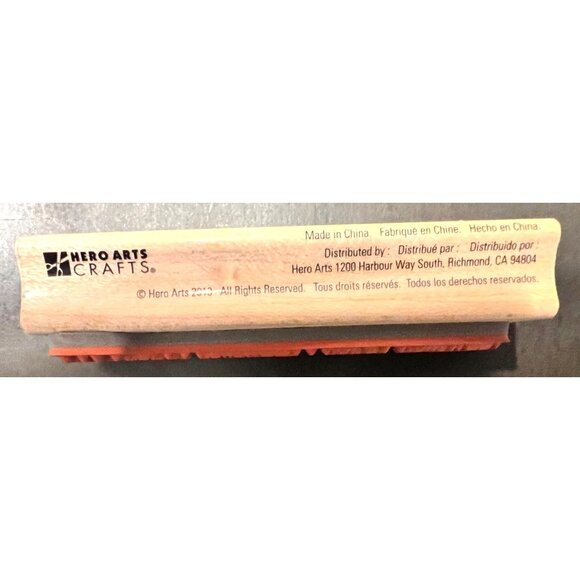 HERO ARTS
CRAFTS®
Made in China. Fabriqué en Chine. Hecho en China.
Distributed by : Distribué par : Distribuido por :
Hero Arts 1200 Harbour Way South, Richmond, CA 94804
© Hero Arts 2013 All Rights Reserved. Tous droits réservés. Todos los derechos reservados.